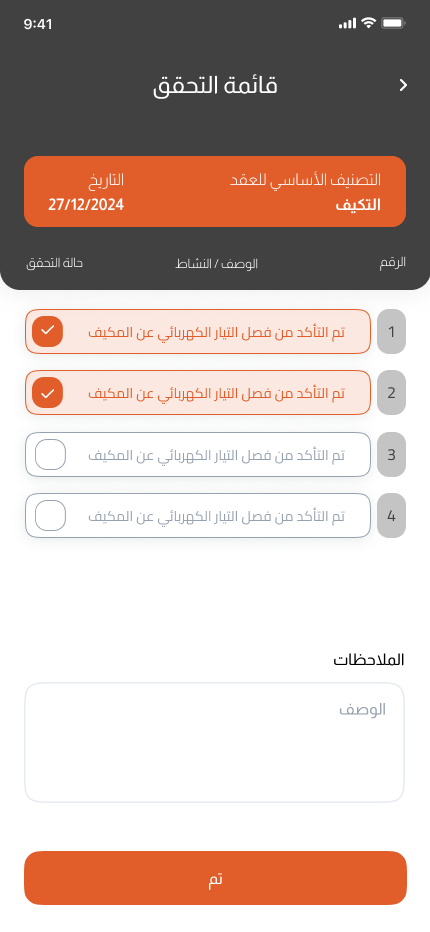 9:41
قائمة التحقق
التصنيف الأساسي للعقد
التكييف
التاريخ
27/12/2024
الرقم
الوصف / النشاط
حالة التحقق
1
تم التأكد من فصل التيار الكهربائي عن المكيف
2
تم التأكد من فصل التيار الكهربائي عن المكيف
3
تم التأكد من فصل التيار الكهربائي عن المكيف
4
تم التأكد من فصل التيار الكهربائي عن المكيف
الملاحظات
الوصف
تم